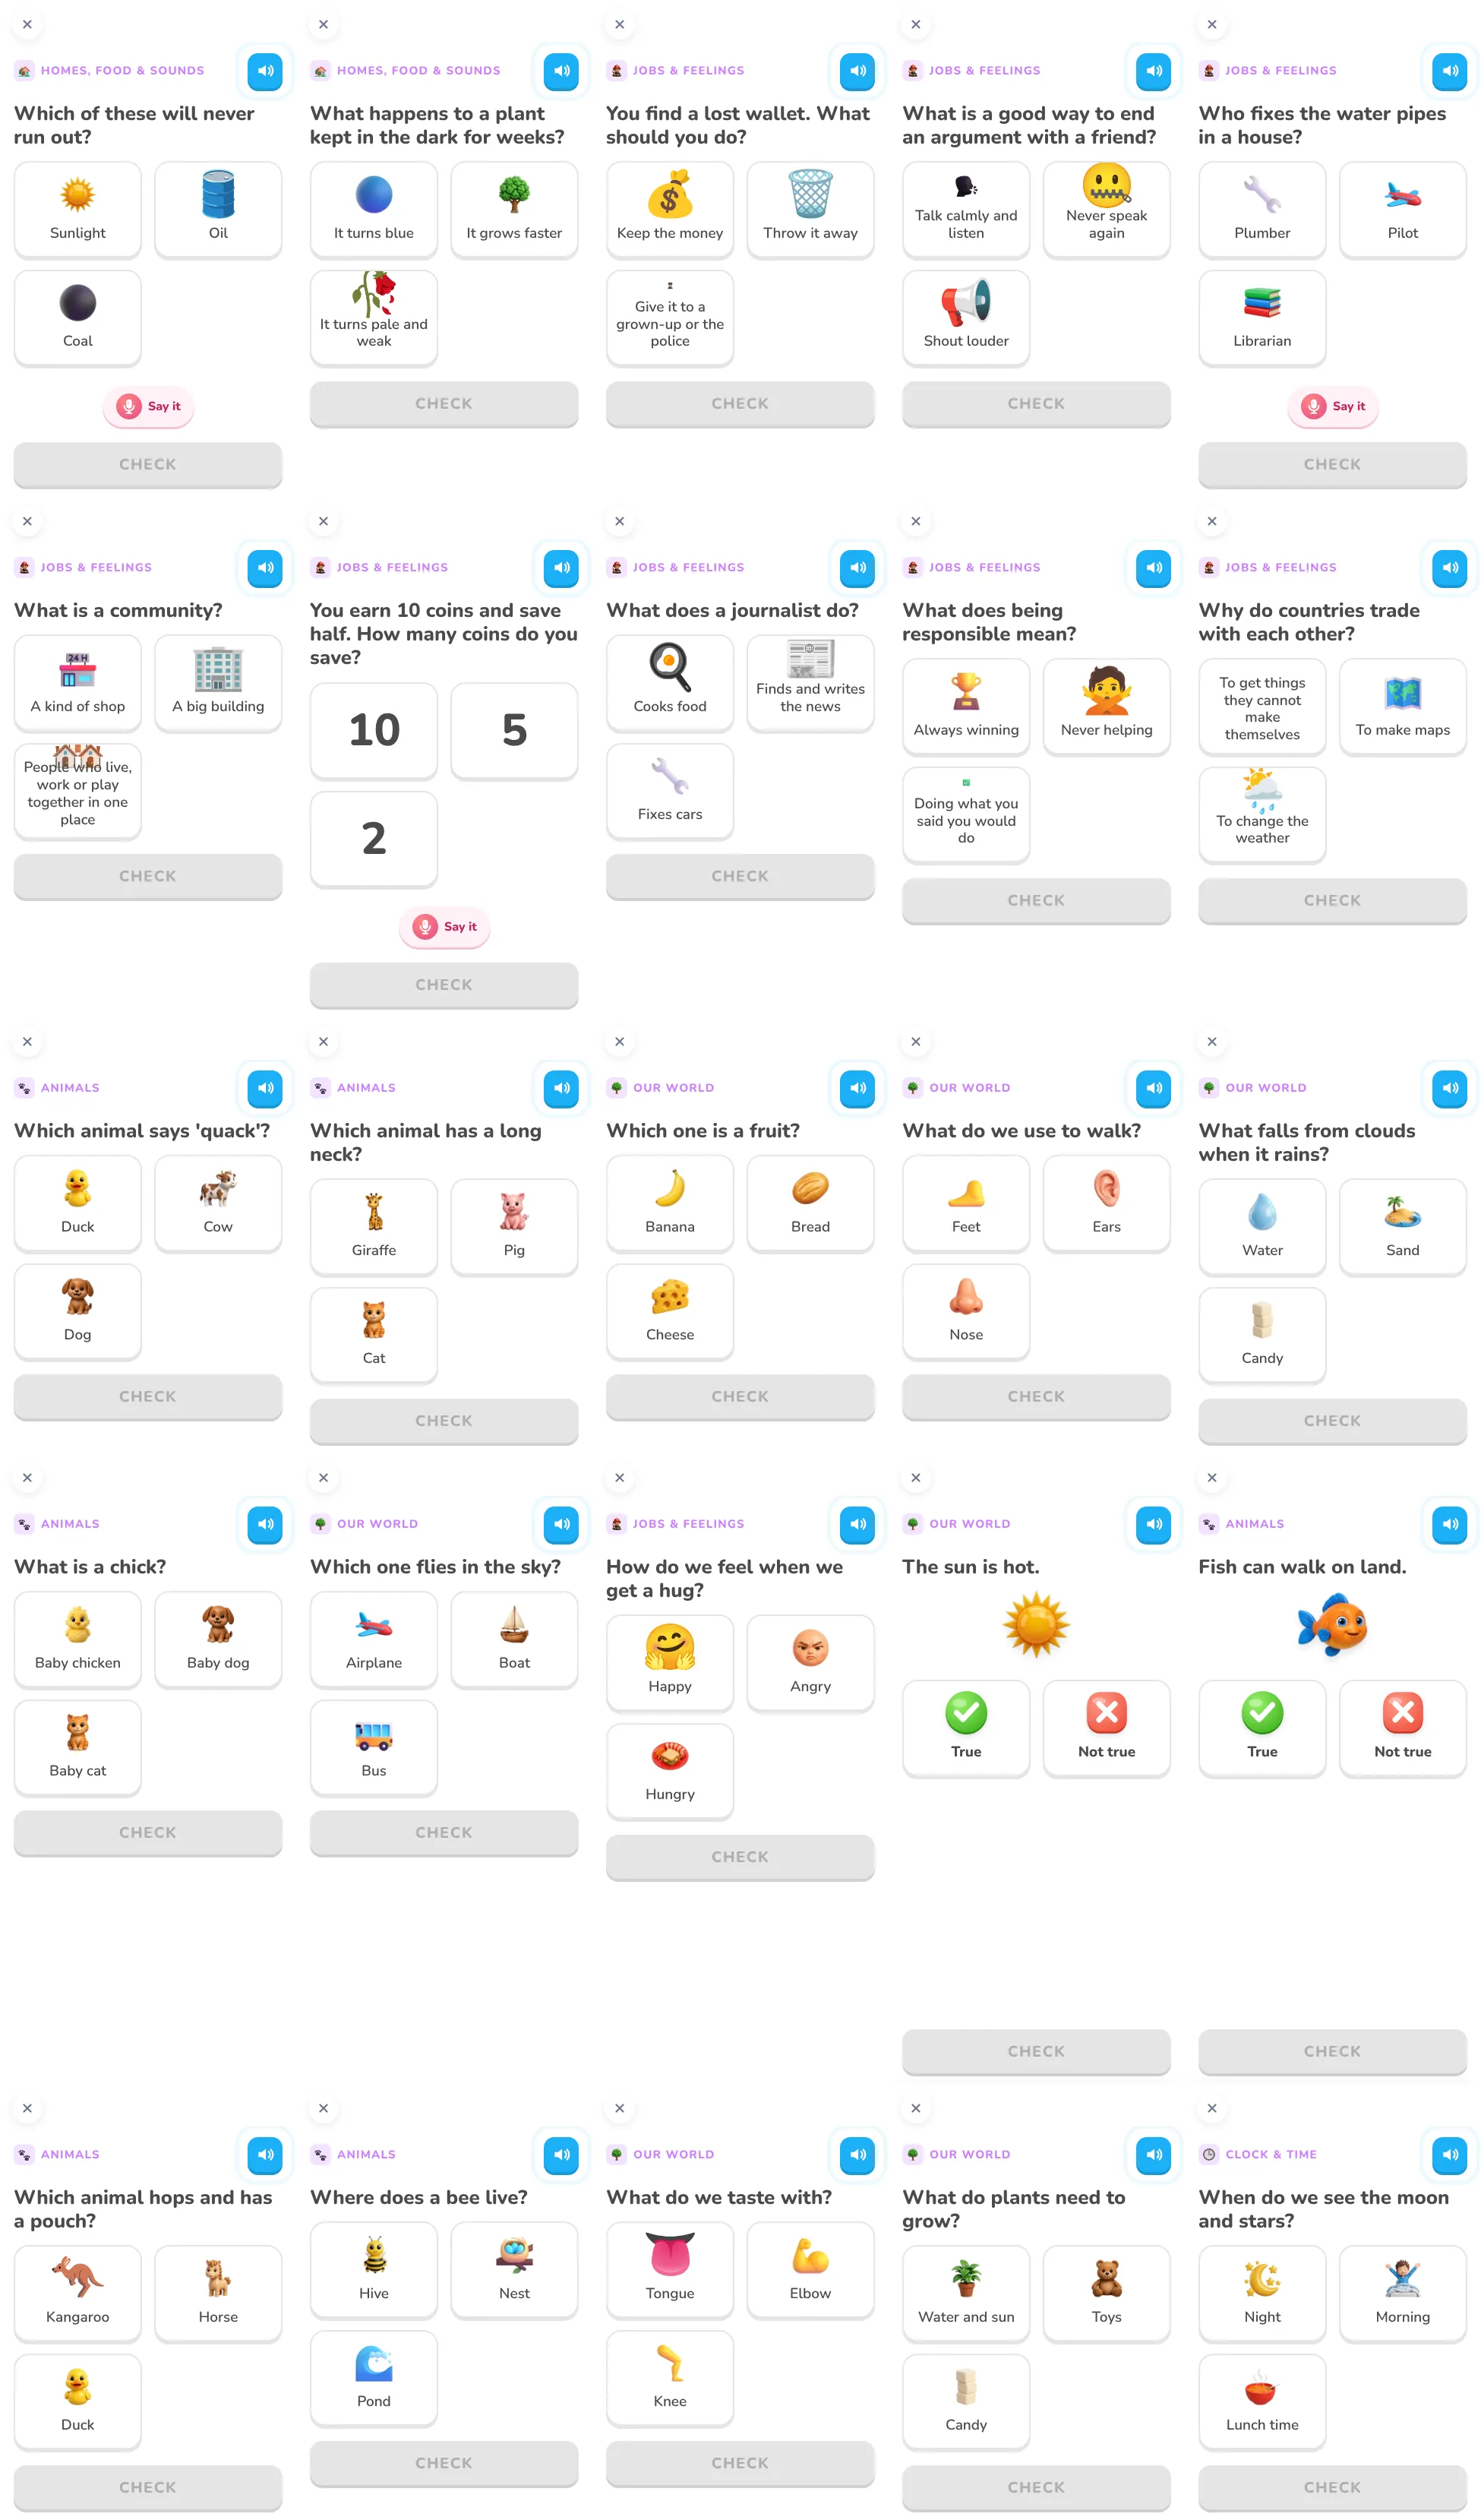 HOMES, FOOD & SOUNDS
Which of these will never
run out?
Sunlight
Oil
Coal
Say it
CHECK
HOMES, FOOD & SOUNDS
What happens to a plant
kept in the dark for weeks?
It turns blue
It grows faster
It turns pale and
weak
CHECK
JOBS & FEELINGS
You find a lost wallet. What
should you do?
Keep the money
Throw it away
Give it to a
grown-up or the
police
CHECK
JOBS & FEELINGS
What is a good way to end
an argument with a friend?
Talk calmly and
listen
Never speak
again
Shout louder
CHECK
JOBS & FEELINGS
Who fixes the water pipes
in a house?
Plumber
Pilot
Librarian
Say it
CHECK
JOBS & FEELINGS
What is a community?
24 H
A kind of shop
A big building
People who live,
work or play
together in one
place
CHECK
JOBS & FEELINGS
You earn 10 coins and save
half. How many coins do you
save?
10
5
2
Say it
CHECK
JOBS & FEELINGS
What does a journalist do?
Cooks food
Finds and writes
the news
Fixes cars
CHECK
JOBS & FEELINGS
What does being
responsible mean?
Always winning
Never helping
Doing what you
said you would
do
CHECK
JOBS & FEELINGS
Why do countries trade
with each other?
To get things
they cannot
make
themselves
To make maps
To change the
weather
CHECK
ANIMALS
Which animal says 'quack'?
Duck
Cow
Dog
CHECK
ANIMALS
Which animal has a long
neck?
Giraffe
Pig
Cat
CHECK
OUR WORLD
Which one is a fruit?
Banana
Bread
Cheese
CHECK
OUR WORLD
What do we use to walk?
Feet
Ears
Nose
CHECK
OUR WORLD
What falls from clouds
when it rains?
Water
Sand
Candy
CHECK
ANIMALS
What is a chick?
Baby chicken
Baby dog
Baby cat
CHECK
OUR WORLD
Which one flies in the sky?
Airplane
Boat
Bus
CHECK
JOBS & FEELINGS
How do we feel when we
get a hug?
Happy
Angry
Hungry
CHECK
OUR WORLD
The sun is hot.
True
Not true
CHECK
ANIMALS
Fish can walk on land.
True
Not true
CHECK
ANIMALS
Which animal hops and has
a pouch?
Kangaroo
Horse
Duck
CHECK
ANIMALS
Where does a bee live?
Hive
Nest
Pond
CHECK
OUR WORLD
What do we taste with?
Tongue
Elbow
Knee
CHECK
OUR WORLD
What do plants need to
grow?
Water and sun
Toys
Candy
CHECK
CLOCK & TIME
When do we see the moon
and stars?
Night
Morning
Lunch time
CHECK